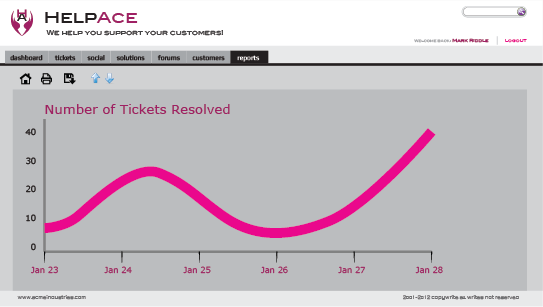 HelpAce
We help you support your customers!
Welcome back: Mark Riddle | Logout
dashboard tickets social solutions forums customers reports
Number of Tickets Resolved
40
30
20
10
0
Jan 23 Jan 24 Jan 25 Jan 26 Jan 27 Jan 28
www.acmeindustries.com
2001-2012 copywrite all writes not reserved